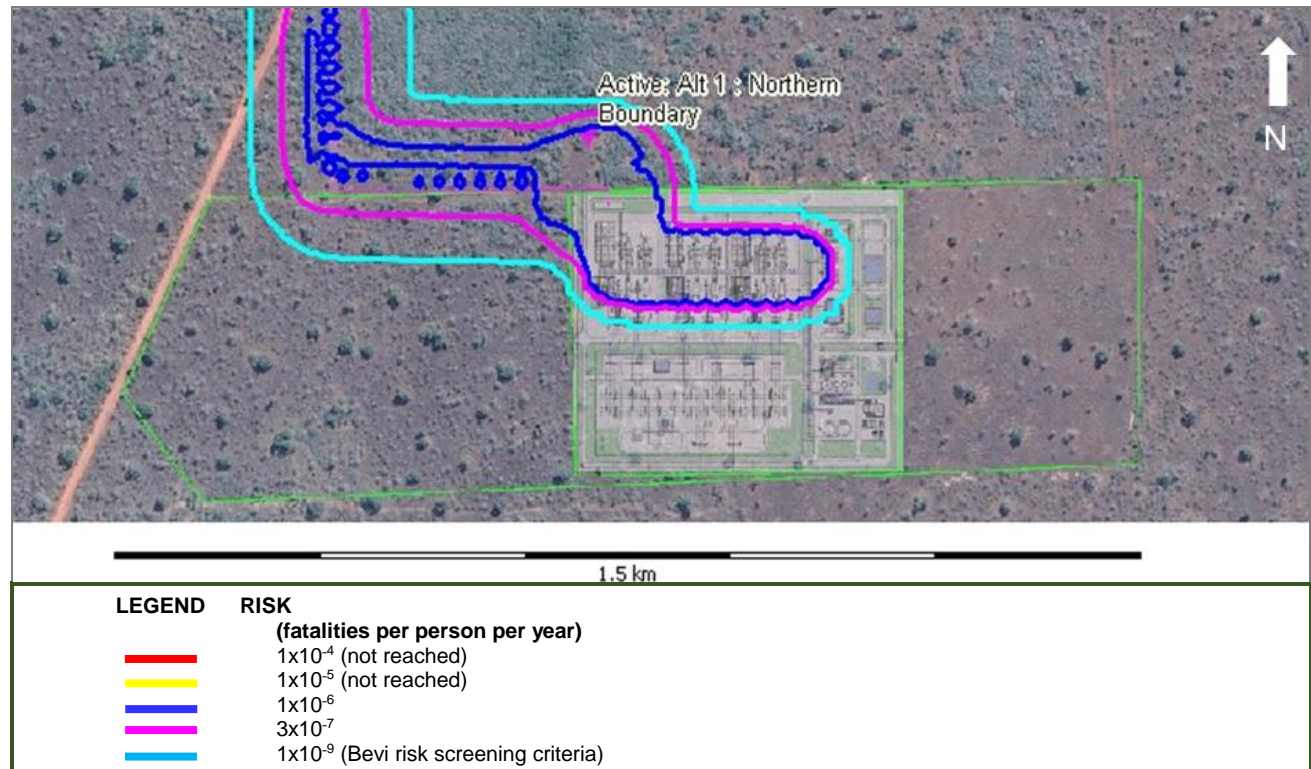 Active: Alt 1 : Northern
Boundary
N
1.5 km
LEGEND RISK
(fatalities per person per year)
1x10⁻⁴ (not reached)
1x10⁻⁵ (not reached)
1x10⁻⁶
3x10⁻⁷
1x10⁻⁹ (Bevi risk screening criteria)